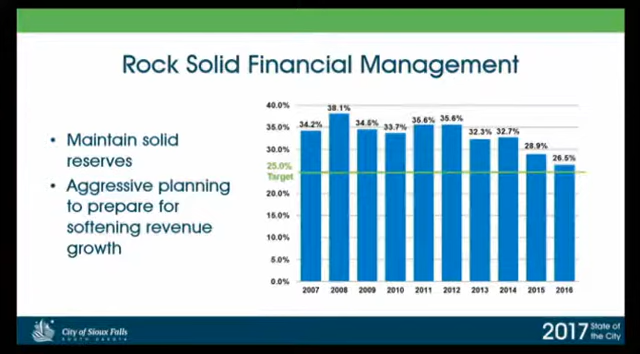 Rock Solid Financial Management
• Maintain solid
reserves
• Aggressive planning
to prepare for
softening revenue
growth
40.0%
35.0%
30.0%
25.0%
Target
20.0%
15.0%
10.0%
5.0%
0.0%
34.2% 38.1% 34.5% 33.7% 35.6% 35.6% 32.3% 32.7% 28.9% 26.5%
2007 2008 2009 2010 2011 2012 2013 2014 2015 2016
City of Sioux Falls
SOUTH DAKOTA
2017 State of
the City